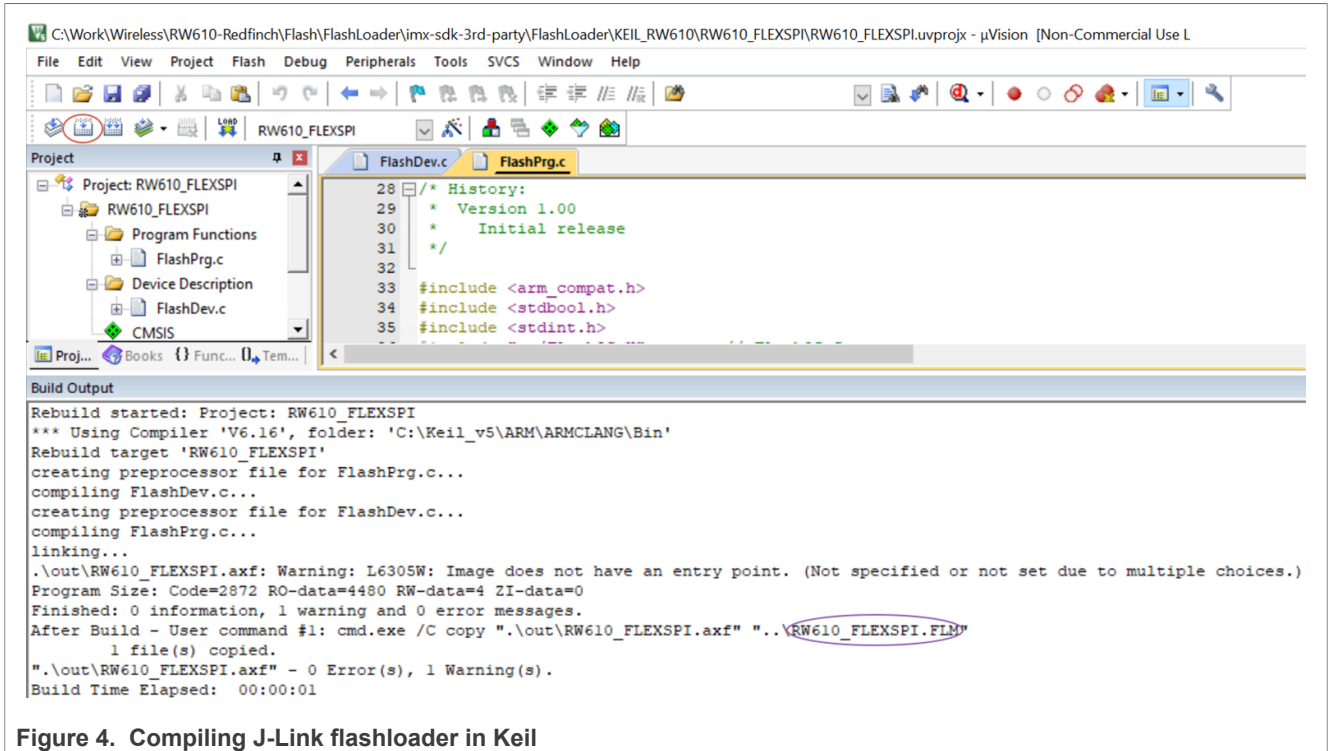 C:\Work\Wireless\RW610-Redfinch\Flash\FlashLoader\imx-sdk-3rd-party\FlashLoader\KEIL_RW610\RW610_FLEXSPI\RW610_FLEXSPI.uvprojx - µVision [Non-Commercial Use L
File Edit View Project Flash Debug Peripherals Tools SVCS Window Help
LOAD RW610_FLEXSPI
Project
Project: RW610_FLEXSPI
RW610_FLEXSPI
Program Functions
FlashPrg.c
Device Description
FlashDev.c
CMSIS
Proj... Books {} Func... Tem...
FlashDev.c FlashPrg.c
28 /* History:
29 * Version 1.00
30 * Initial release
31 */
32
33 #include <arm_compat.h>
34 #include <stdbool.h>
35 #include <stdint.h>
Build Output
Rebuild started: Project: RW610_FLEXSPI
*** Using Compiler 'V6.16', folder: 'C:\Keil_v5\ARM\ARMCLANG\Bin'
Rebuild target 'RW610_FLEXSPI'
creating preprocessor file for FlashPrg.c...
compiling FlashDev.c...
creating preprocessor file for FlashDev.c...
compiling FlashPrg.c...
linking...
.\out\RW610_FLEXSPI.axf: Warning: L6305W: Image does not have an entry point. (Not specified or not set due to multiple choices.)
Program Size: Code=2872 RO-data=4480 RW-data=4 ZI-data=0
Finished: 0 information, 1 warning and 0 error messages.
After Build - User command #1: cmd.exe /C copy ".\out\RW610_FLEXSPI.axf" "..\RW610_FLEXSPI.FLM"
1 file(s) copied.
".\out\RW610_FLEXSPI.axf" - 0 Error(s), 1 Warning(s).
Build Time Elapsed: 00:00:01
Figure 4. Compiling J-Link flashloader in Keil